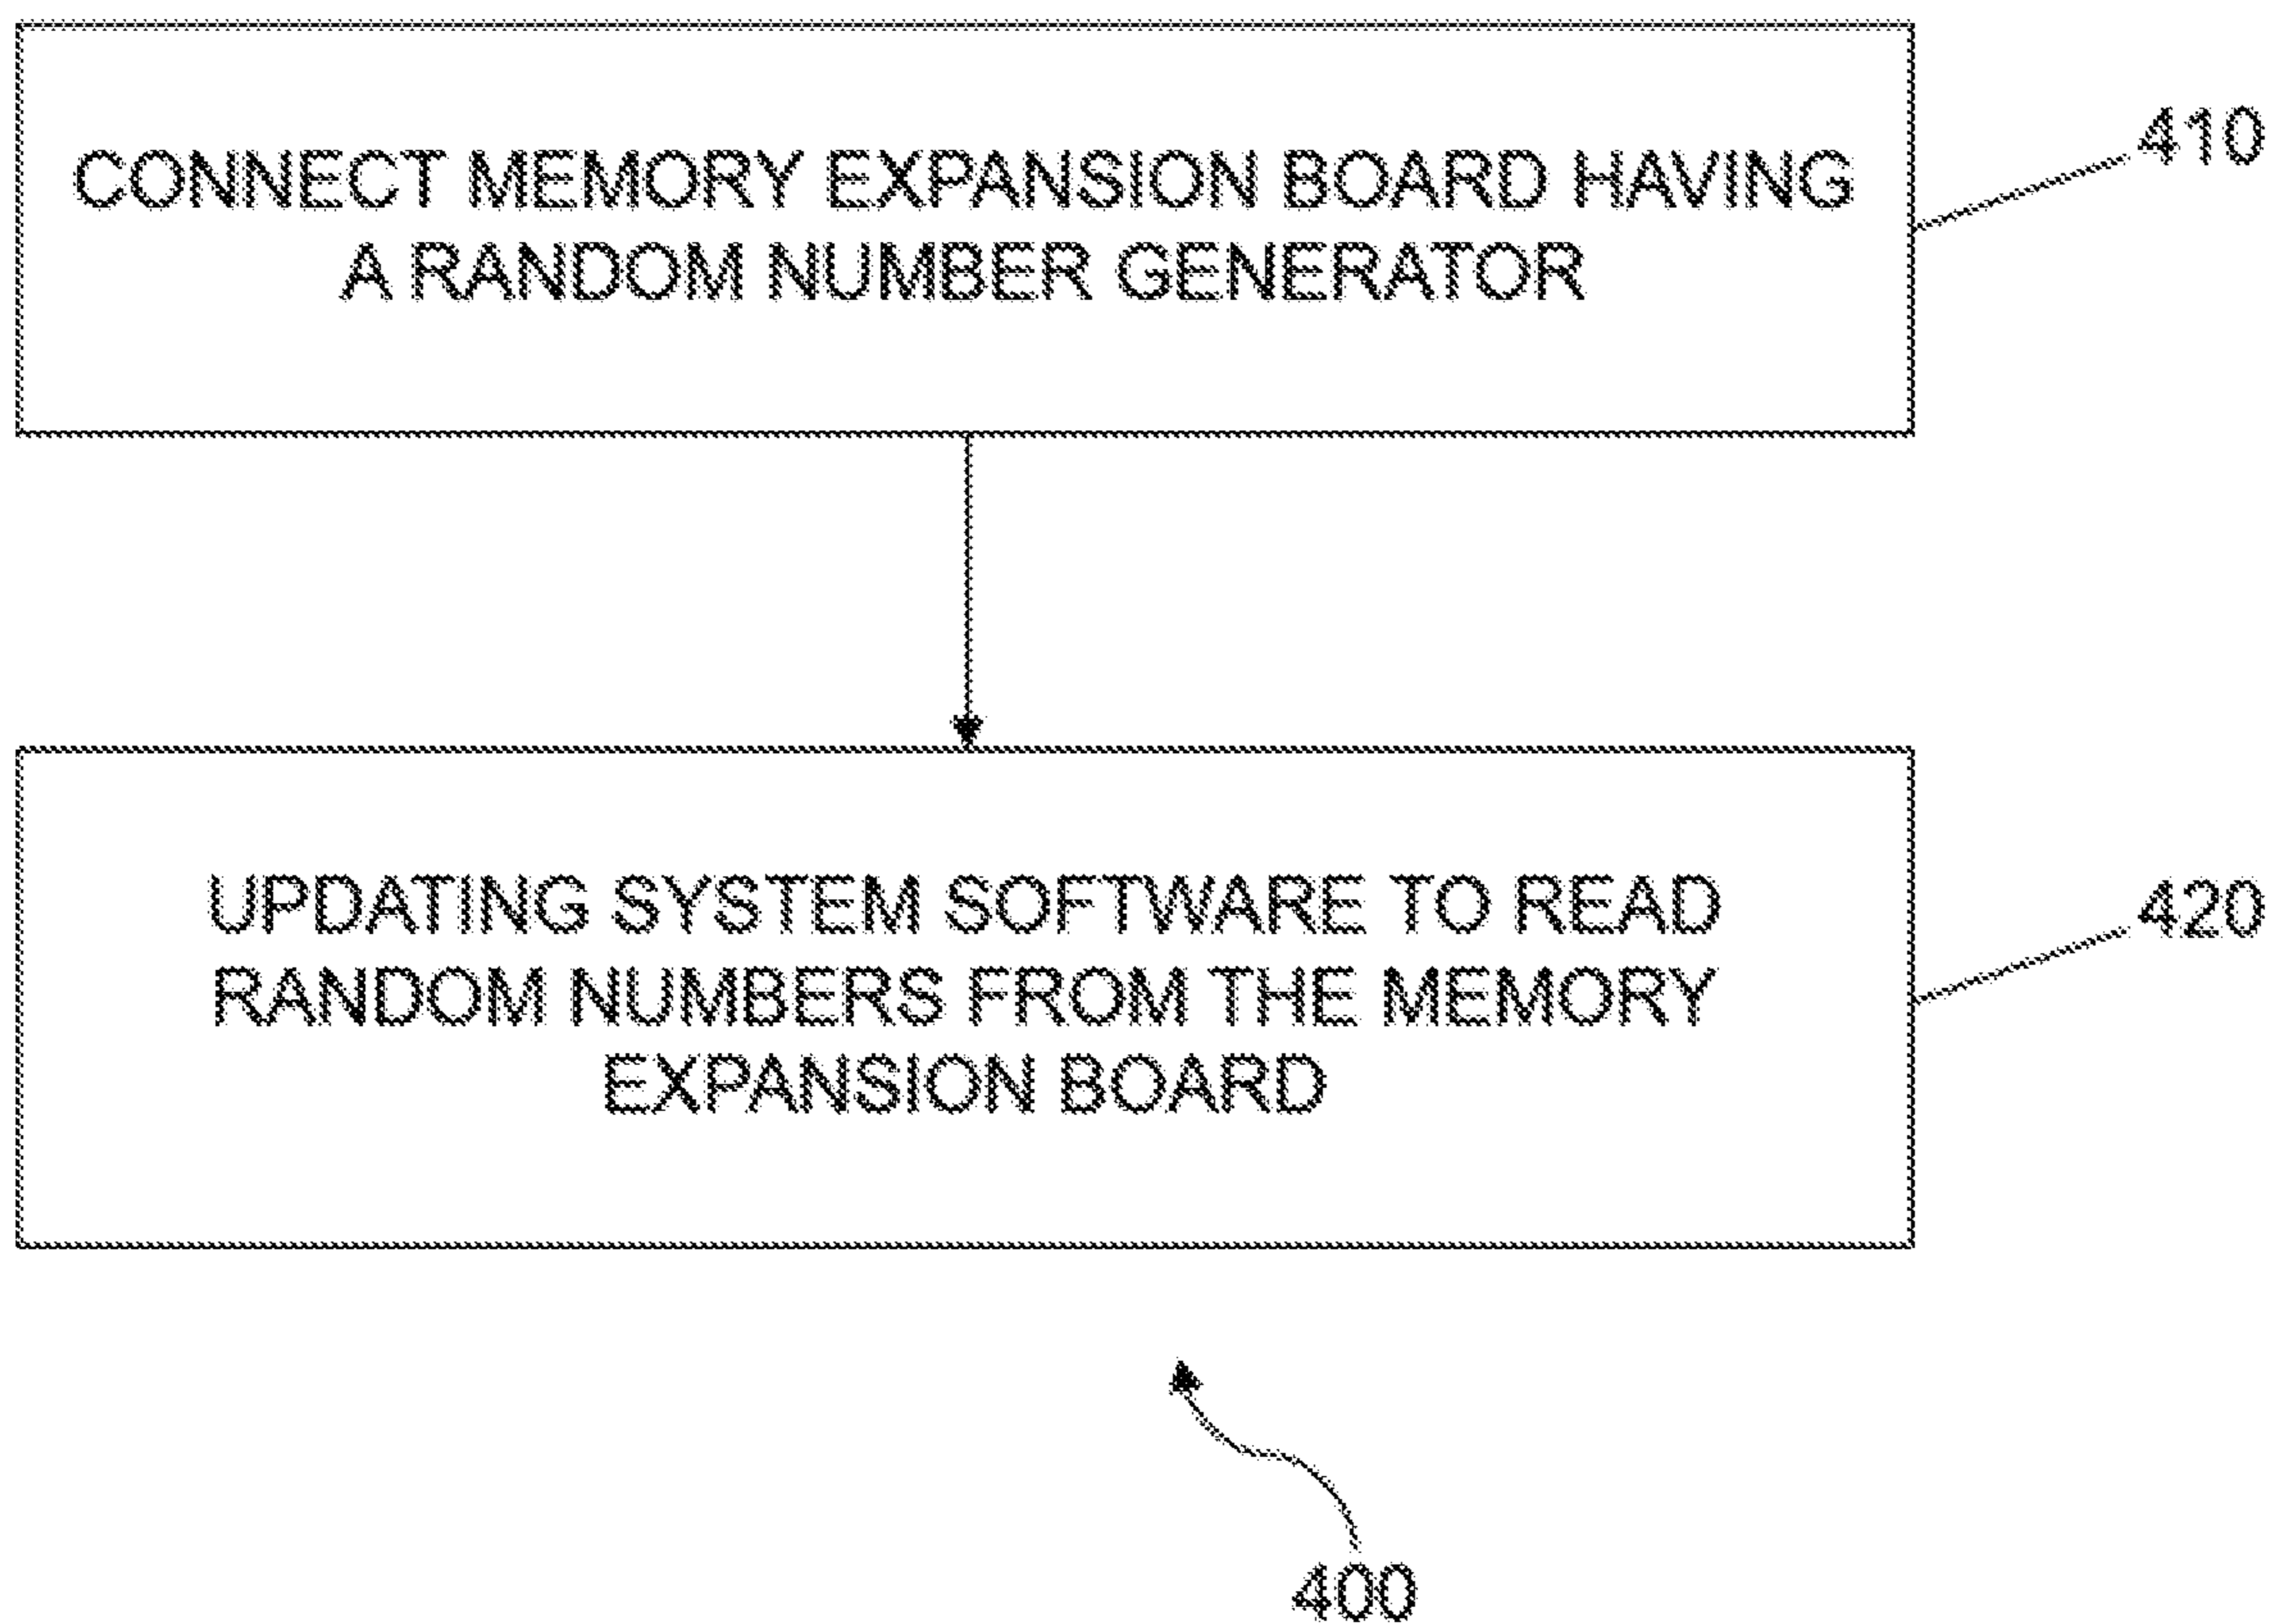 CONNECT MEMORY EXPANSION BOARD HAVING
A RANDOM NUMBER GENERATOR
410
UPDATING SYSTEM SOFTWARE TO READ
RANDOM NUMBERS FROM THE MEMORY
EXPANSION BOARD
420
400